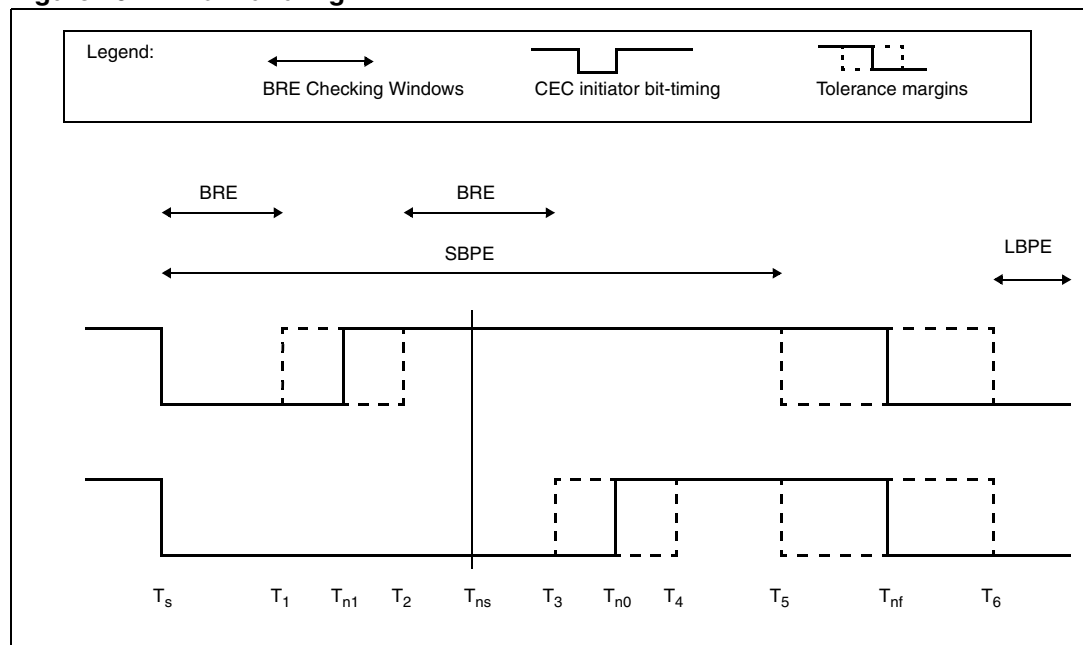 Legend:
BRE Checking Windows
CEC initiator bit-timing
Tolerance margins
BRE
BRE
SBPE
LBPE
Ts T1 Tn1 T2 Tns T3 Tn0 T4 T5 Tnf T6